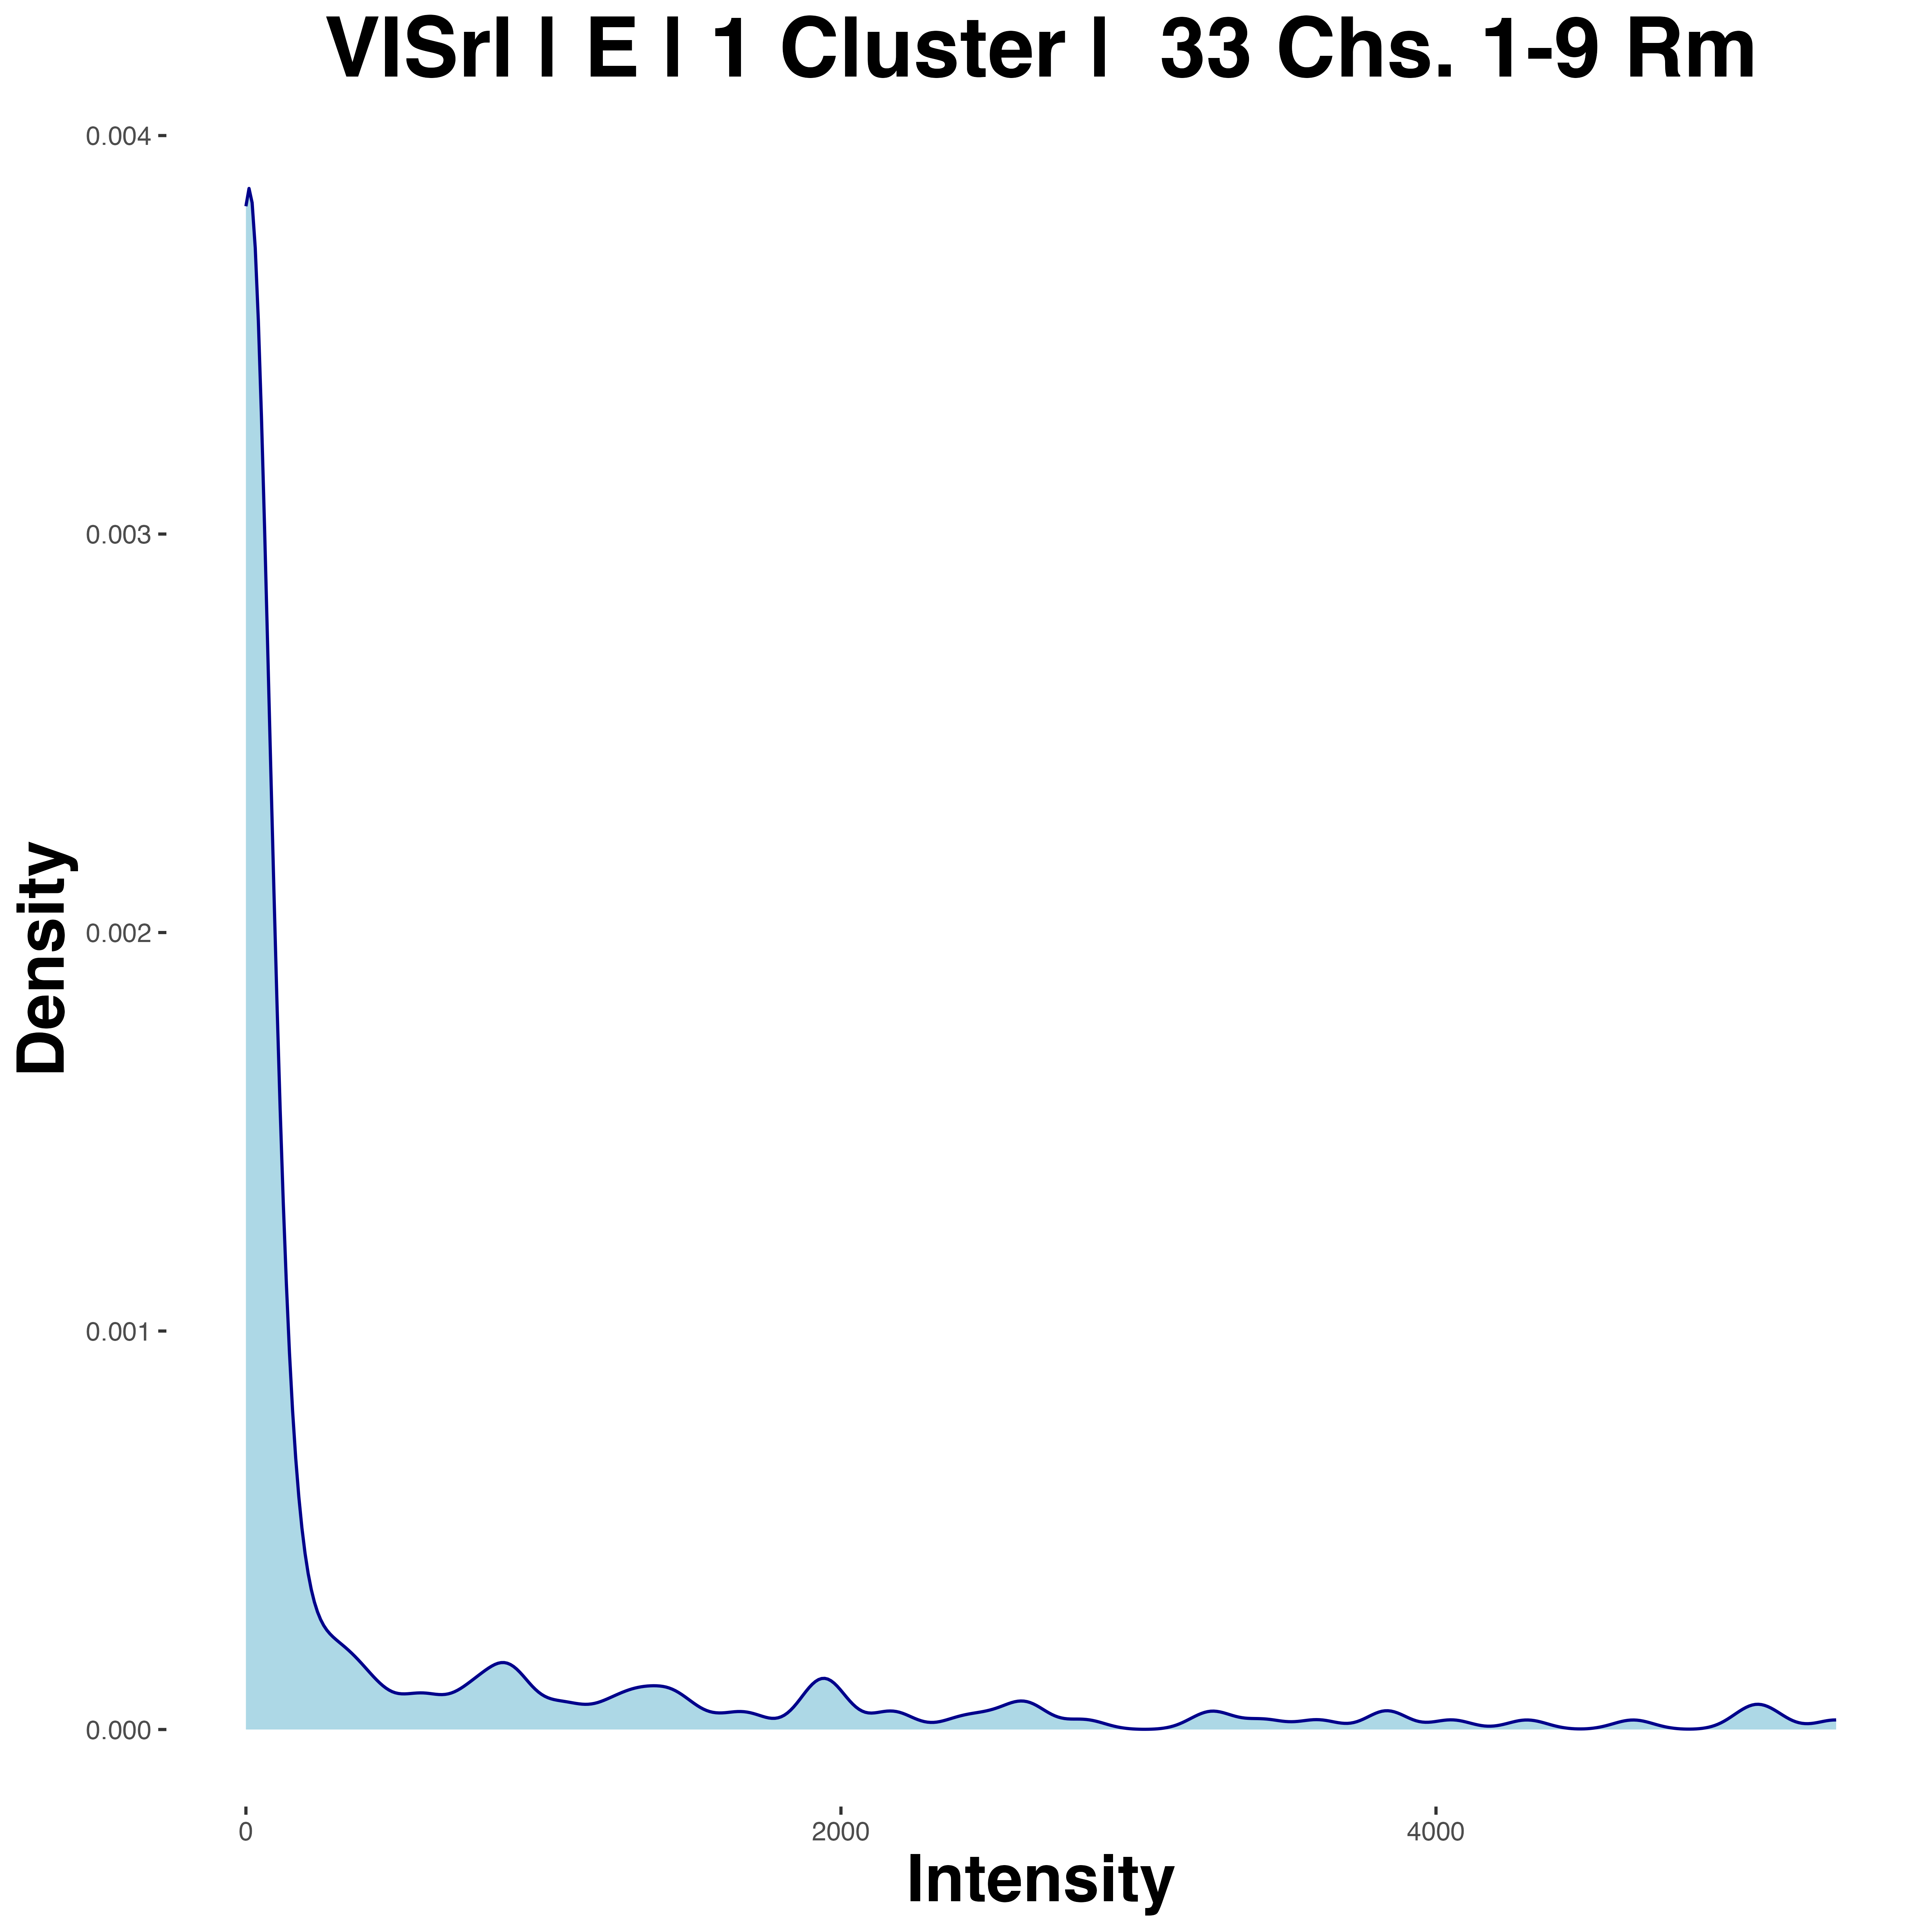 VISrl | E | 1 Cluster |  33 Chs. 1-9 Rm
0.004
0.003
0.002
0.001
0.000
Density
0
2000
4000
Intensity